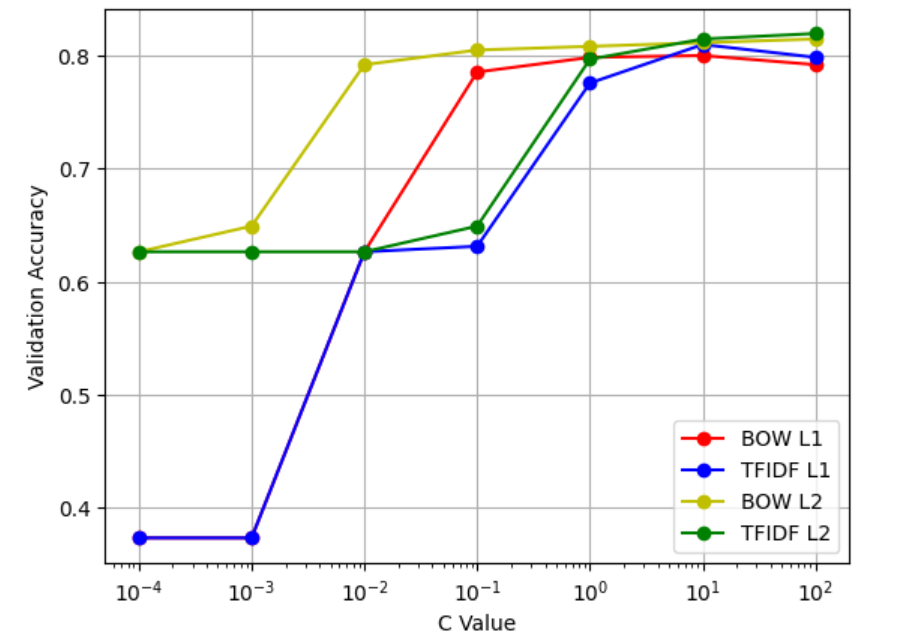 0.8
0.7
0.6
0.5
0.4
Validation Accuracy
BOW L1
TFIDF L1
BOW L2
TFIDF L2
10⁻⁴ 10⁻³ 10⁻² 10⁻¹ 10⁰ 10¹ 10²
C Value